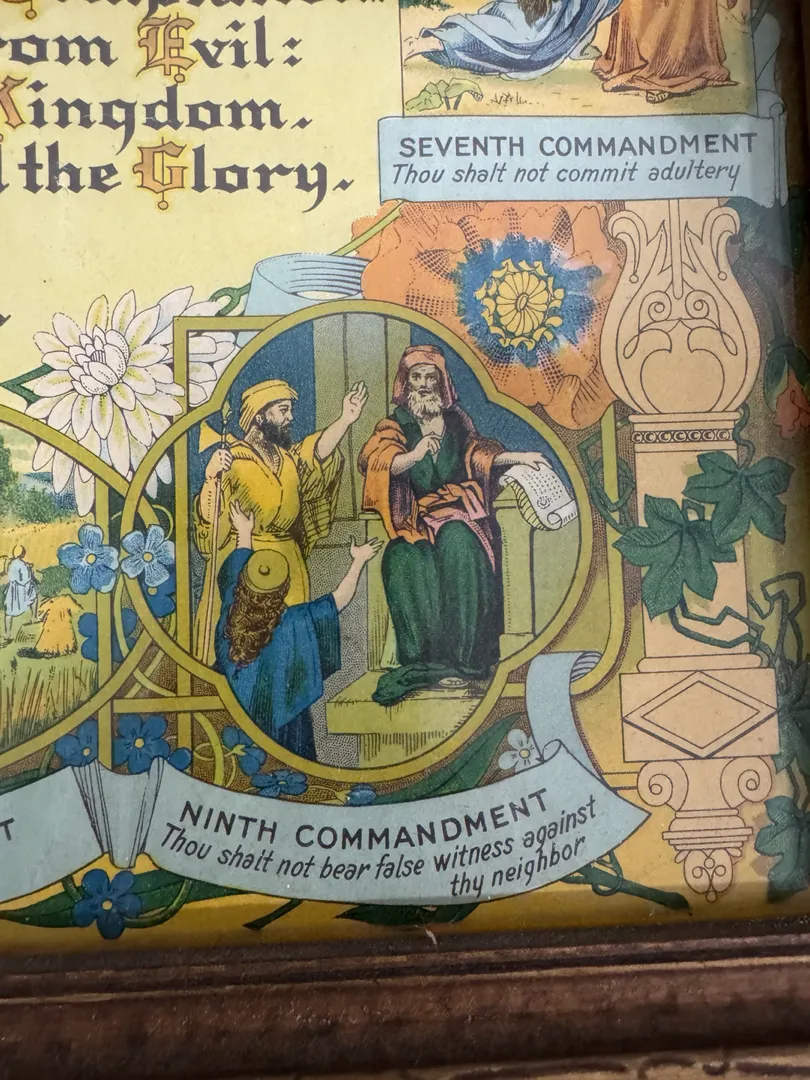 rom Evil:
Kingdom.
the Glory.
SEVENTH COMMANDMENT
Thou shalt not commit adultery
NINTH COMMANDMENT
Thou shalt not bear false witness against
thy neighbor
T